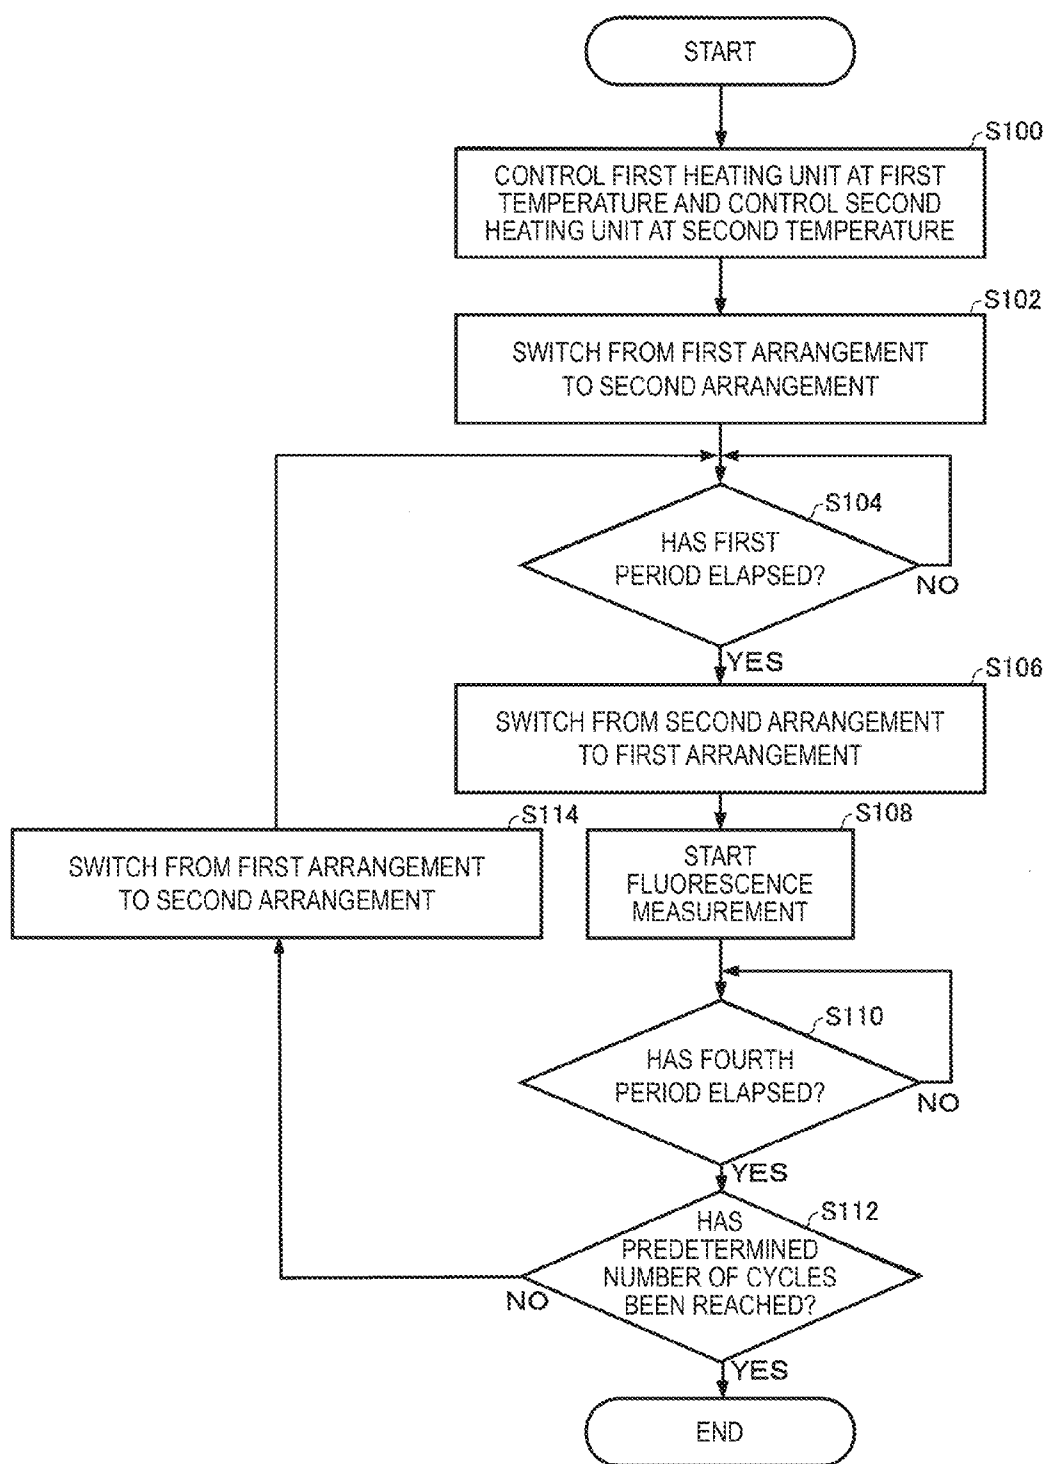 START
S100
CONTROL FIRST HEATING UNIT AT FIRST
TEMPERATURE AND CONTROL SECOND
HEATING UNIT AT SECOND TEMPERATURE
S102
SWITCH FROM FIRST ARRANGEMENT
TO SECOND ARRANGEMENT
S104
HAS FIRST
PERIOD ELAPSED?
NO
YES
S106
SWITCH FROM SECOND ARRANGEMENT
TO FIRST ARRANGEMENT
S114
SWITCH FROM FIRST ARRANGEMENT
TO SECOND ARRANGEMENT
S108
START
FLUORESCENCE
MEASUREMENT
S110
HAS FOURTH
PERIOD ELAPSED?
NO
YES
S112
HAS
PREDETERMINED
NUMBER OF CYCLES
BEEN REACHED?
NO
YES
END